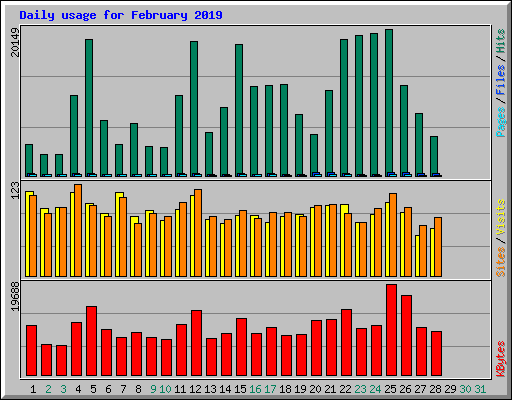 Daily usage for February 2019
20149
Pages / Files / Hits
123
Sites / Visits
19688
KBytes
1 2 3 4 5 6 7 8 9 10 11 12 13 14 15 16 17 18 19 20 21 22 23 24 25 26 27 28 29 30 31